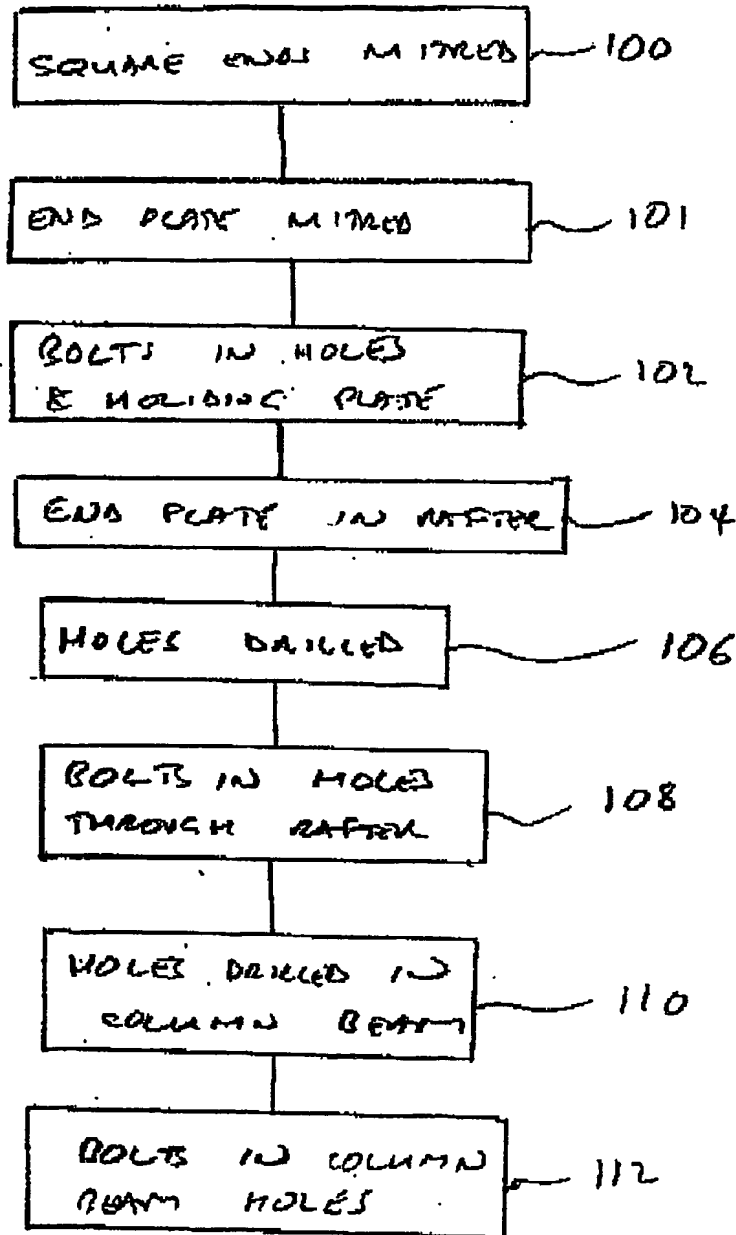 SQUARE ENDS MITRED 100
END PLATE MITRED 101
BOLTS IN HOLES
& HOLIDING PLATE 102
END PLATE IN RAFTER 104
HOLES DRILLED 106
BOLTS IN HOLES
THROUGH RAFTER 108
HOLES DRILLED IN
COLUMN BEAM 110
BOLTS IN COLUMN
BEAM HOLES 112